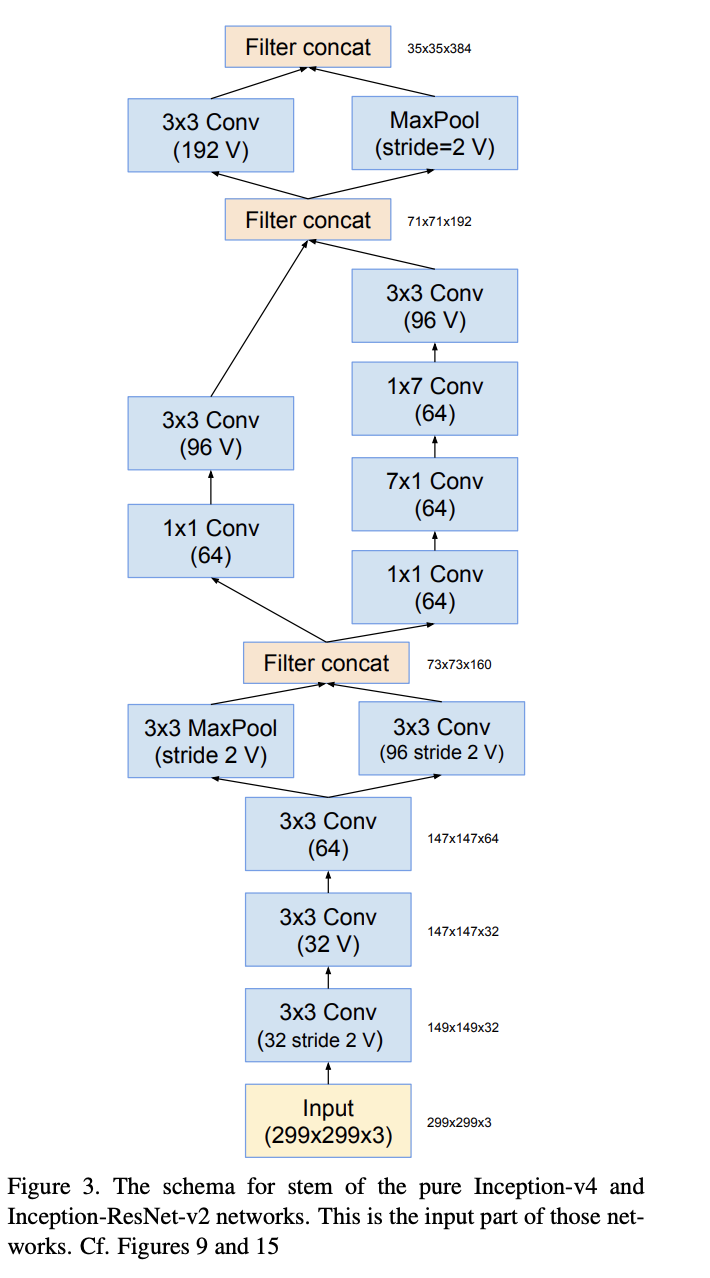 Filter concat
35x35x384
3x3 Conv
(192 V)
MaxPool
(stride=2 V)
Filter concat
71x71x192
3x3 Conv
(96 V)
1x7 Conv
(64)
3x3 Conv
(96 V)
7x1 Conv
(64)
1x1 Conv
(64)
1x1 Conv
(64)
Filter concat
73x73x160
3x3 MaxPool
(stride 2 V)
3x3 Conv
(96 stride 2 V)
3x3 Conv
(64)
147x147x64
3x3 Conv
(32 V)
147x147x32
3x3 Conv
(32 stride 2 V)
149x149x32
Input
(299x299x3)
299x299x3
Figure 3. The schema for stem of the pure Inception-v4 and
Inception-ResNet-v2 networks. This is the input part of those net-
works. Cf. Figures 9 and 15